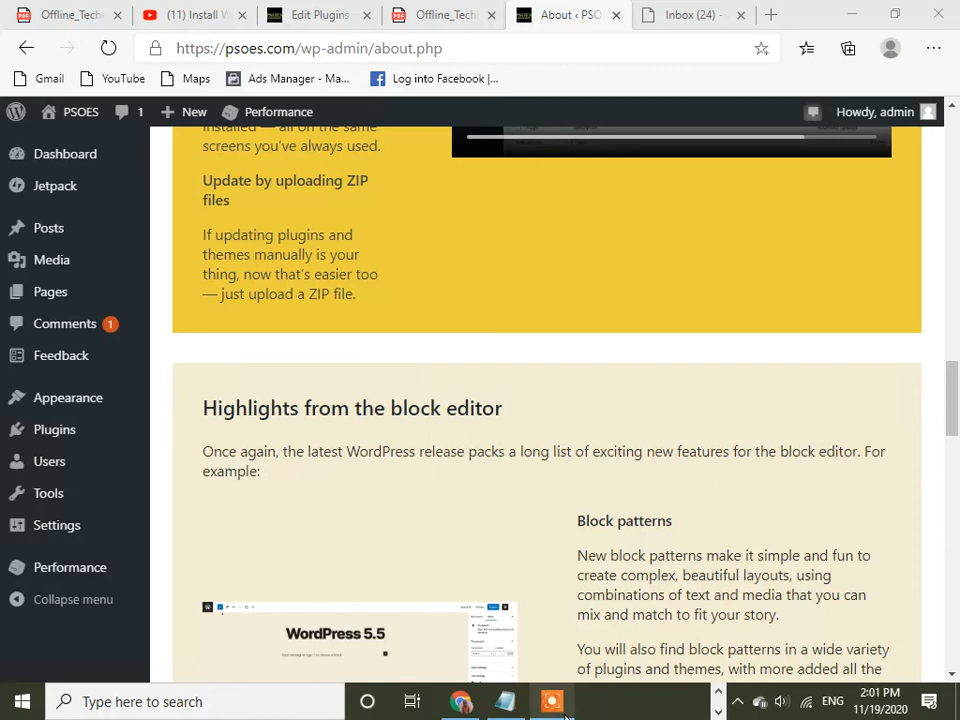 Offline_Tech
(11) Install W
Edit Plugins
Offline_Tech
About ‹ PSO
Inbox (24) -
https://psoes.com/wp-admin/about.php
Gmail
YouTube
Maps
Ads Manager - Ma...
Log into Facebook |...
PSOES
1
New
Performance
Howdy, admin
Dashboard
Jetpack
Posts
Media
Pages
Comments 1
Feedback
Appearance
Plugins
Users
Tools
Settings
Performance
Collapse menu
installed — all on the same
screens you've always used.
Update by uploading ZIP
files
If updating plugins and
themes manually is your
thing, now that's easier too
— just upload a ZIP file.
Highlights from the block editor
Once again, the latest WordPress release packs a long list of exciting new features for the block editor. For
example:
WordPress 5.5
Block patterns
New block patterns make it simple and fun to
create complex, beautiful layouts, using
combinations of text and media that you can
mix and match to fit your story.
You will also find block patterns in a wide variety
of plugins and themes, with more added all the
Type here to search
ENG
2:01 PM
11/19/2020